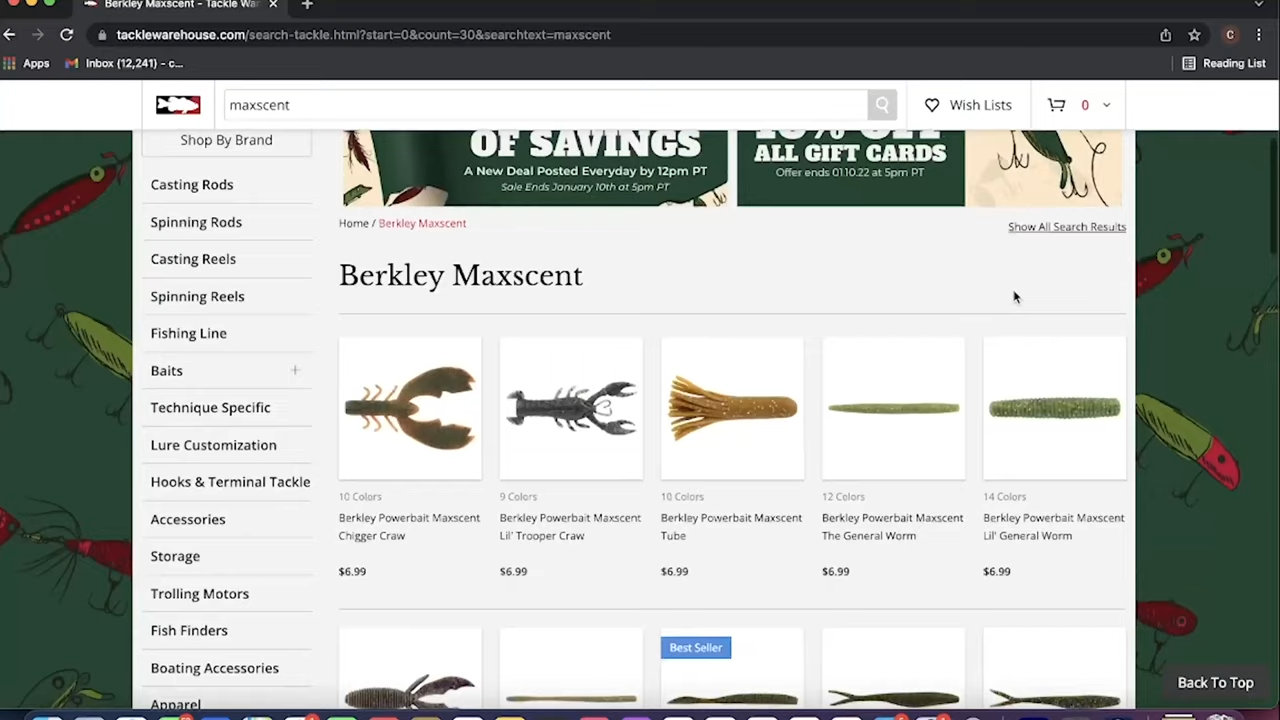 Berkley Maxscent - Tackle War
tacklewarehouse.com/search-tackle.html?start=0&count=30&searchtext=maxscent
C
Apps
Inbox (12,241) - c...
Reading List
maxscent
Wish Lists
0
Shop By Brand
Casting Rods
Spinning Rods
Casting Reels
Spinning Reels
Fishing Line
Baits
Technique Specific
Lure Customization
Hooks & Terminal Tackle
Accessories
Storage
Trolling Motors
Fish Finders
Boating Accessories
Apparel
OF SAVINGS
A New Deal Posted Everyday by 12pm PT
Sale Ends January 10th at 5pm PT
10% OFF
ALL GIFT CARDS
Offer ends 01.10.22 at 5pm PT
Home / Berkley Maxscent
Show All Search Results
Berkley Maxscent
10 Colors
Berkley Powerbait Maxscent
Chigger Craw
$6.99
9 Colors
Berkley Powerbait Maxscent
Lil' Trooper Craw
$6.99
10 Colors
Berkley Powerbait Maxscent
Tube
$6.99
12 Colors
Berkley Powerbait Maxscent
The General Worm
$6.99
14 Colors
Berkley Powerbait Maxscent
Lil' General Worm
$6.99
Best Seller
Back To Top